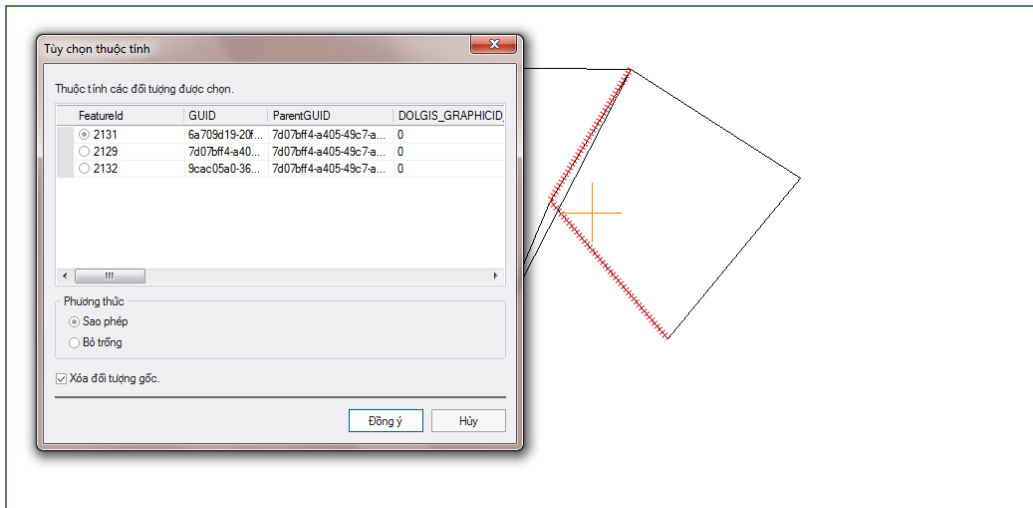 Tùy chọn thuộc tính
Thuộc tính các đối tượng được chọn.
FeatureId GUID ParentGUID DOLGIS_GRAPHICID_
2131 6a709d19-20f... 7d07bff4-a405-49c7-a... 0
2129 7d07bff4-a40... 7d07bff4-a405-49c7-a... 0
2132 9cac05a0-36... 7d07bff4-a405-49c7-a... 0
Phương thức
Sao phép
Bỏ trống
Xóa đối tượng gốc.
Đồng ý Hủy